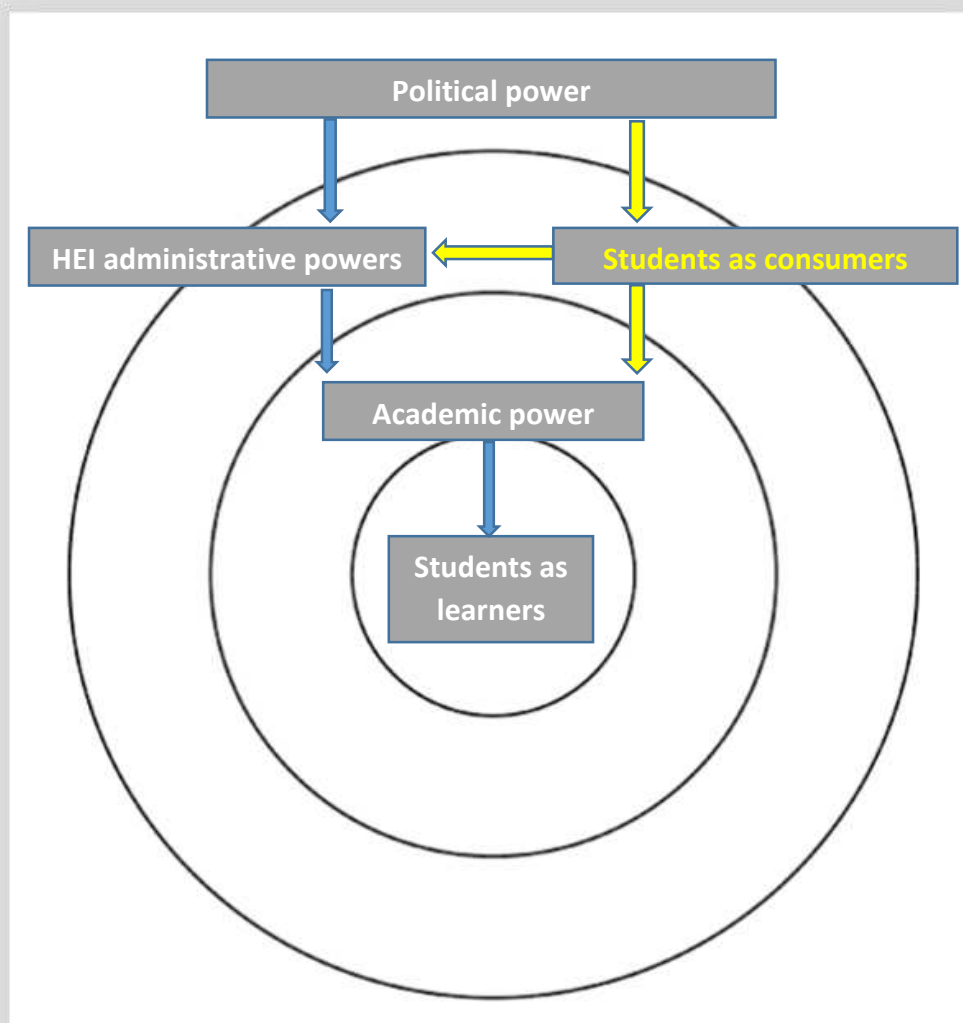 Political power
HEI administrative powers
Students as consumers
Academic power
Students as
learners